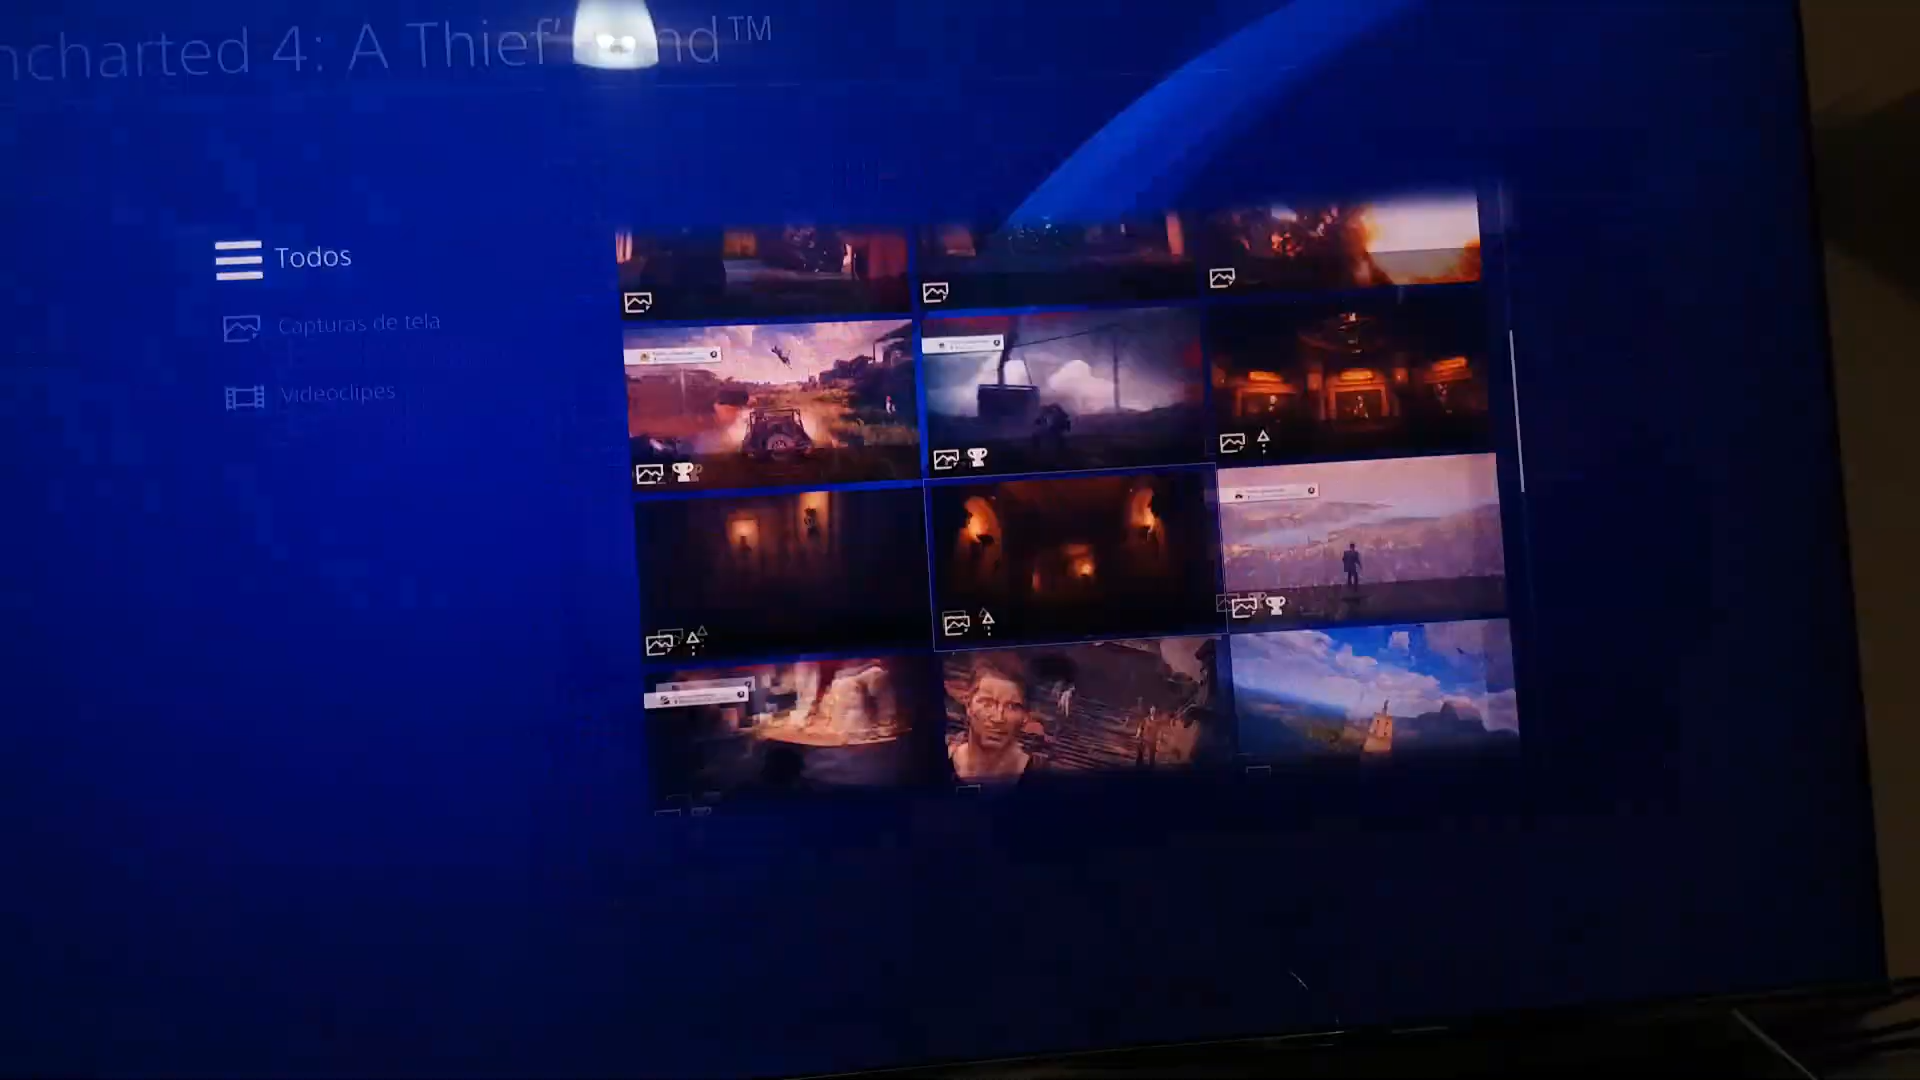 ncharted 4: A Thief' nd™
Todos
Capturas de tela
Videoclipes